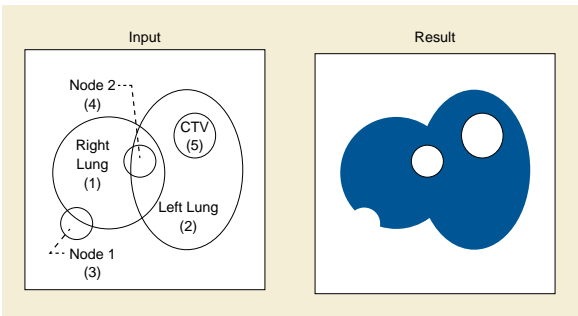 Input
Node 2
(4)
CTV
(5)
Right
Lung
(1)
Left Lung
(2)
Node 1
(3)
Result